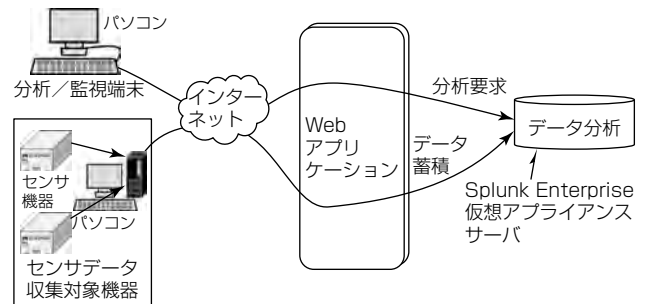 パソコン
分析／監視端末
インター
ネット
センサ
機器
パソコン
センサデータ
収集対象機器
Web
アプリ
ケーション
分析要求
データ
蓄積
データ分析
Splunk Enterprise
仮想アプライアンス
サーバ